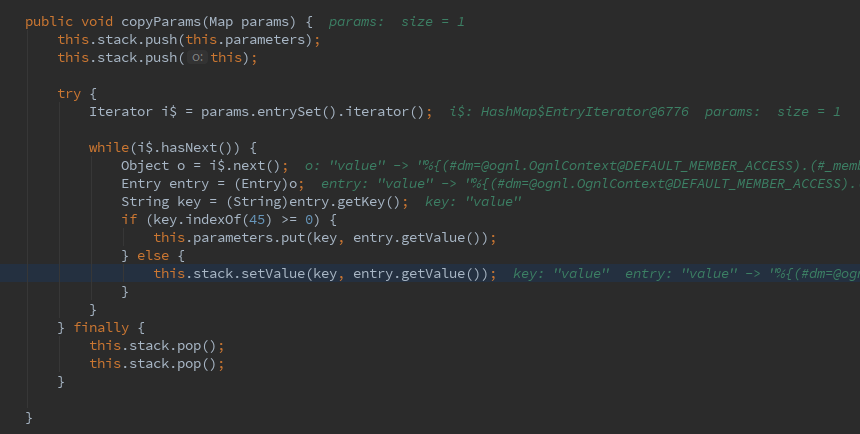 public void copyParams(Map params) {  params:  size = 1
    this.stack.push(this.parameters);
    this.stack.push( o: this);
    try {
        Iterator i$ = params.entrySet().iterator();  i$: HashMap$EntryIterator@6776  params:  size = 1
        while(i$.hasNext()) {
            Object o = i$.next();  o: "value" -> "%{(#dm=@ognl.OgnlContext@DEFAULT_MEMBER_ACCESS).(#_mem
            Entry entry = (Entry)o;  entry: "value" -> "%{(#dm=@ognl.OgnlContext@DEFAULT_MEMBER_ACCESS).
            String key = (String)entry.getKey();  key: "value"
            if (key.indexOf(45) >= 0) {
                this.parameters.put(key, entry.getValue());
            } else {
                this.stack.setValue(key, entry.getValue());  key: "value"  entry: "value" -> "%{(#dm=@ogn
            }
        }
    } finally {
        this.stack.pop();
        this.stack.pop();
    }
}